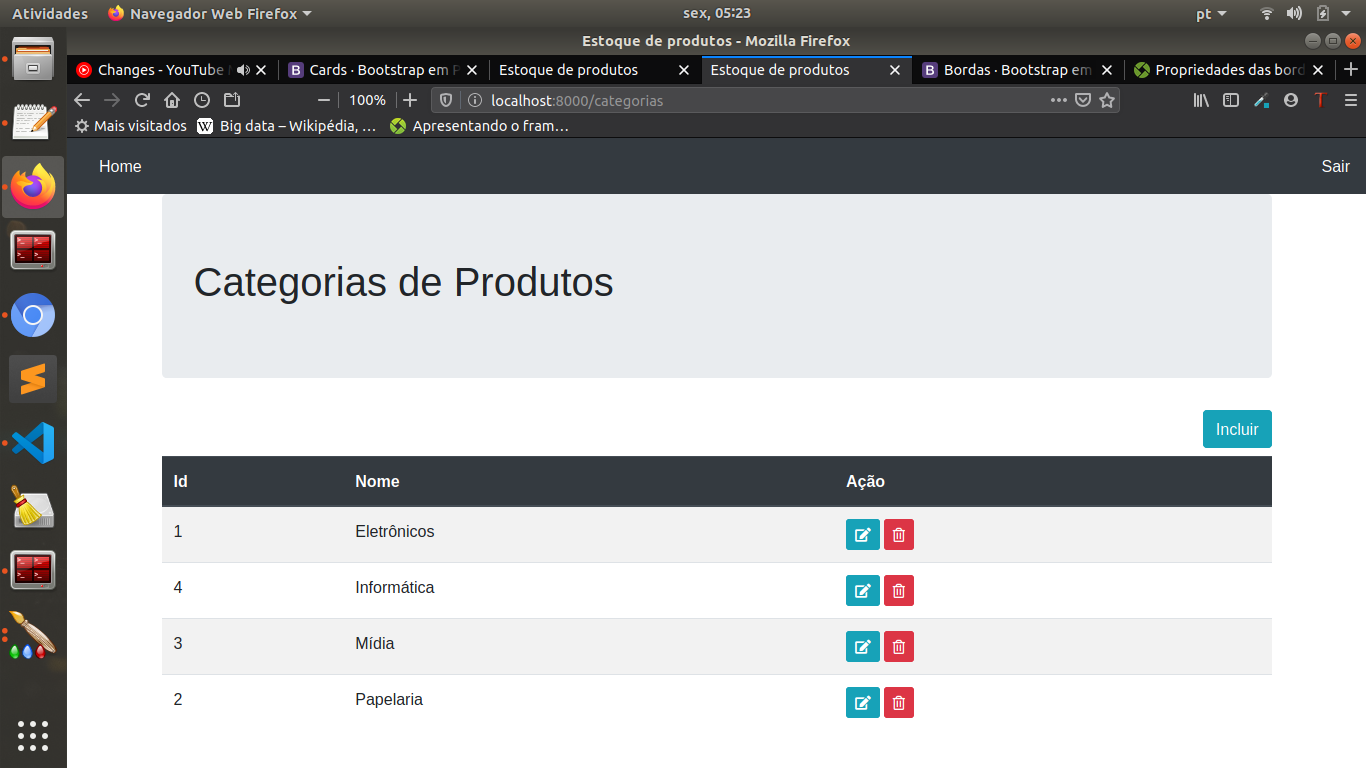 Atividades Navegador Web Firefox sex, 05:23 pt
Estoque de produtos - Mozilla Firefox
Changes - YouTube Cards · Bootstrap em P Estoque de produtos Estoque de produtos Bordas · Bootstrap em Propriedades das bord
100% localhost:8000/categorias
Mais visitados Big data – Wikipédia, … Apresentando o fram…
Home Sair
Categorias de Produtos
Incluir
Id Nome Ação
1 Eletrônicos
4 Informática
3 Mídia
2 Papelaria